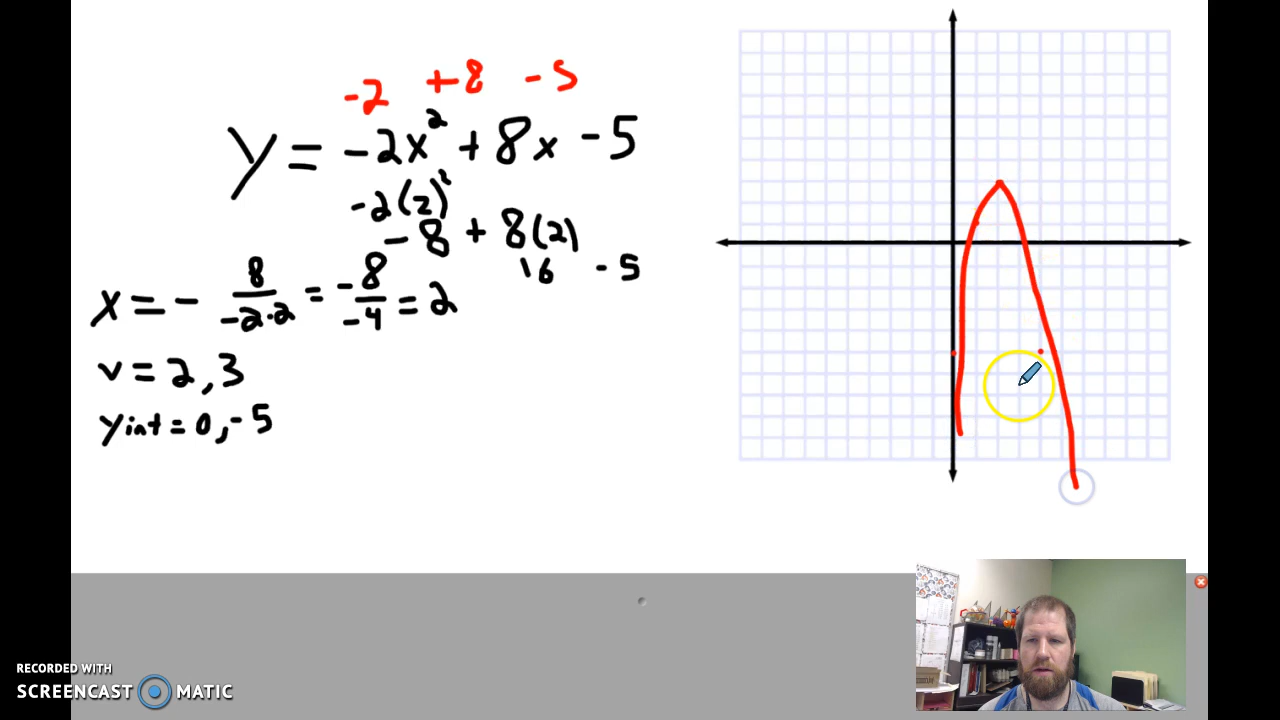 -2 +8 -5
y = -2x² + 8x - 5
-2(2)²
-8 + 8(2)
16 -5
x = - 8/-2·2 = -8/-4 = 2
v = 2,3
yint = 0,-5
RECORDED WITH
SCREENCAST MATIC